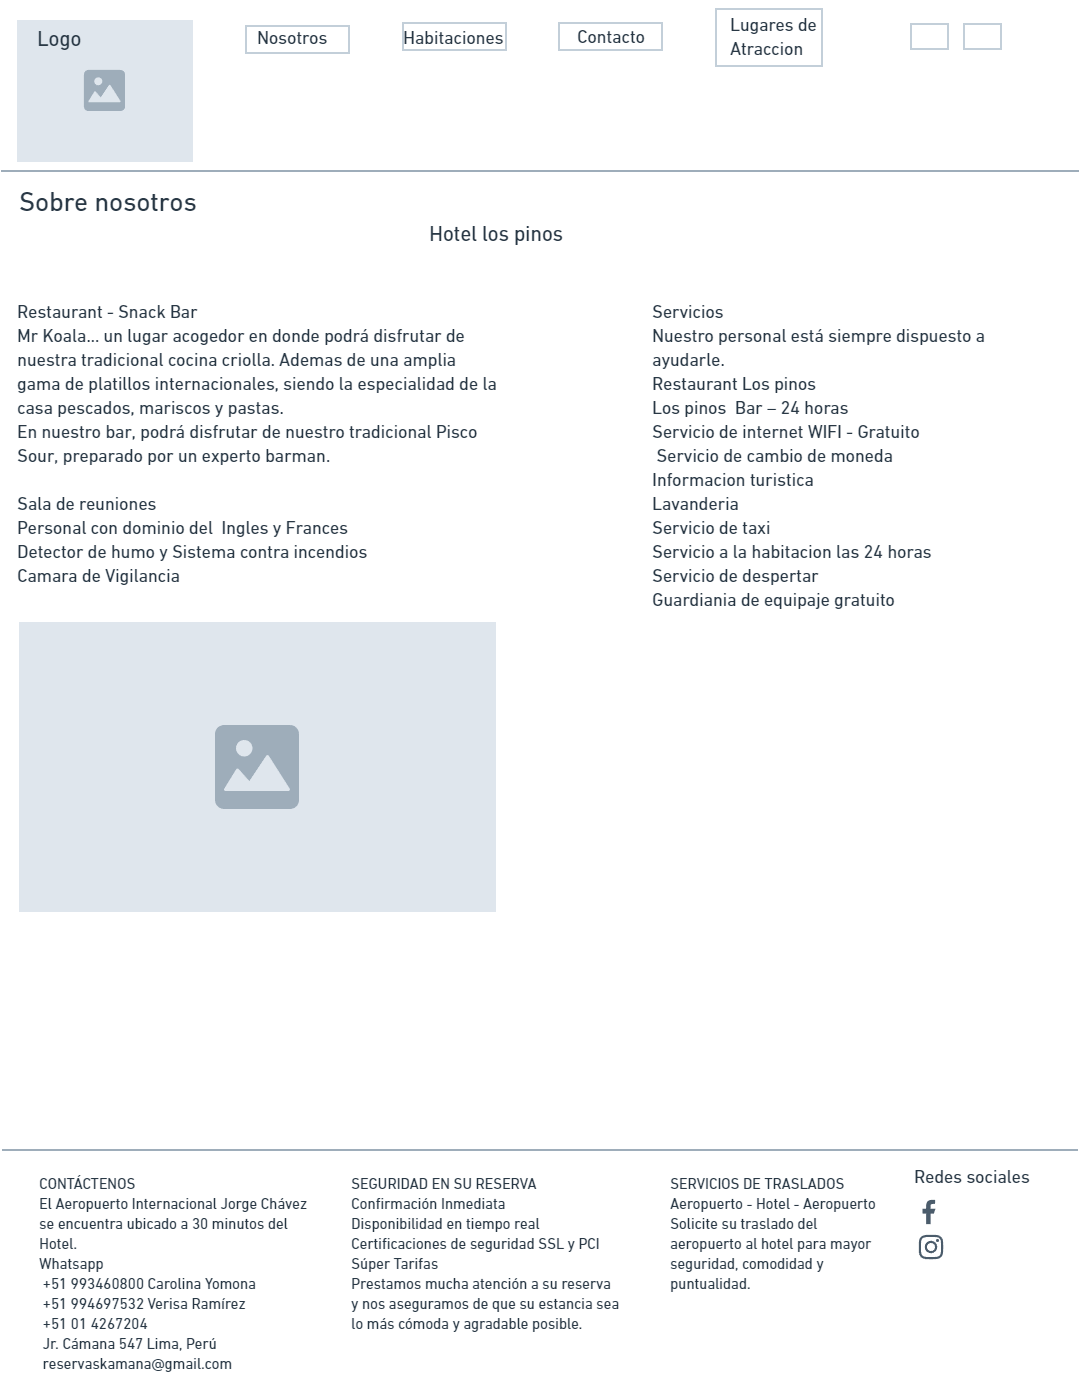 Logo
Nosotros
Habitaciones
Contacto
Lugares de
Atraccion
Sobre nosotros
Hotel los pinos
Restaurant - Snack Bar
Mr Koala... un lugar acogedor en donde podrá disfrutar de
nuestra tradicional cocina criolla. Ademas de una amplia
gama de platillos internacionales, siendo la especialidad de la
casa pescados, mariscos y pastas.
En nuestro bar, podrá disfrutar de nuestro tradicional Pisco
Sour, preparado por un experto barman.
Sala de reuniones
Personal con dominio del  Ingles y Frances
Detector de humo y Sistema contra incendios
Camara de Vigilancia
Servicios
Nuestro personal está siempre dispuesto a
ayudarle.
Restaurant Los pinos
Los pinos  Bar – 24 horas
Servicio de internet WIFI - Gratuito
Servicio de cambio de moneda
Informacion turistica
Lavanderia
Servicio de taxi
Servicio a la habitacion las 24 horas
Servicio de despertar
Guardiania de equipaje gratuito
CONTÁCTENOS
El Aeropuerto Internacional Jorge Chávez
se encuentra ubicado a 30 minutos del
Hotel.
Whatsapp
+51 993460800 Carolina Yomona
+51 994697532 Verisa Ramírez
+51 01 4267204
Jr. Cámana 547 Lima, Perú
reservaskamana@gmail.com
SEGURIDAD EN SU RESERVA
Confirmación Inmediata
Disponibilidad en tiempo real
Certificaciones de seguridad SSL y PCI
Súper Tarifas
Prestamos mucha atención a su reserva
y nos aseguramos de que su estancia sea
lo más cómoda y agradable posible.
SERVICIOS DE TRASLADOS
Aeropuerto - Hotel - Aeropuerto
Solicite su traslado del
aeropuerto al hotel para mayor
seguridad, comodidad y
puntualidad.
Redes sociales